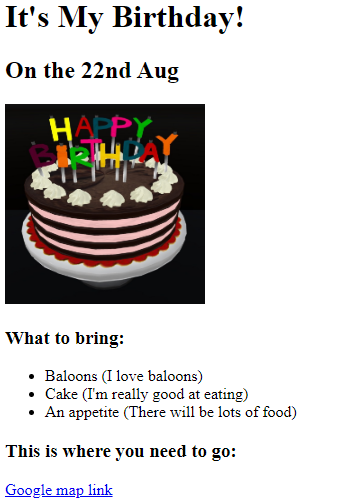 It's My Birthday!
On the 22nd Aug
HAPPY
BIRTHDAY
What to bring:
Baloons (I love baloons)
Cake (I'm really good at eating)
An appetite (There will be lots of food)
This is where you need to go:
Google map link